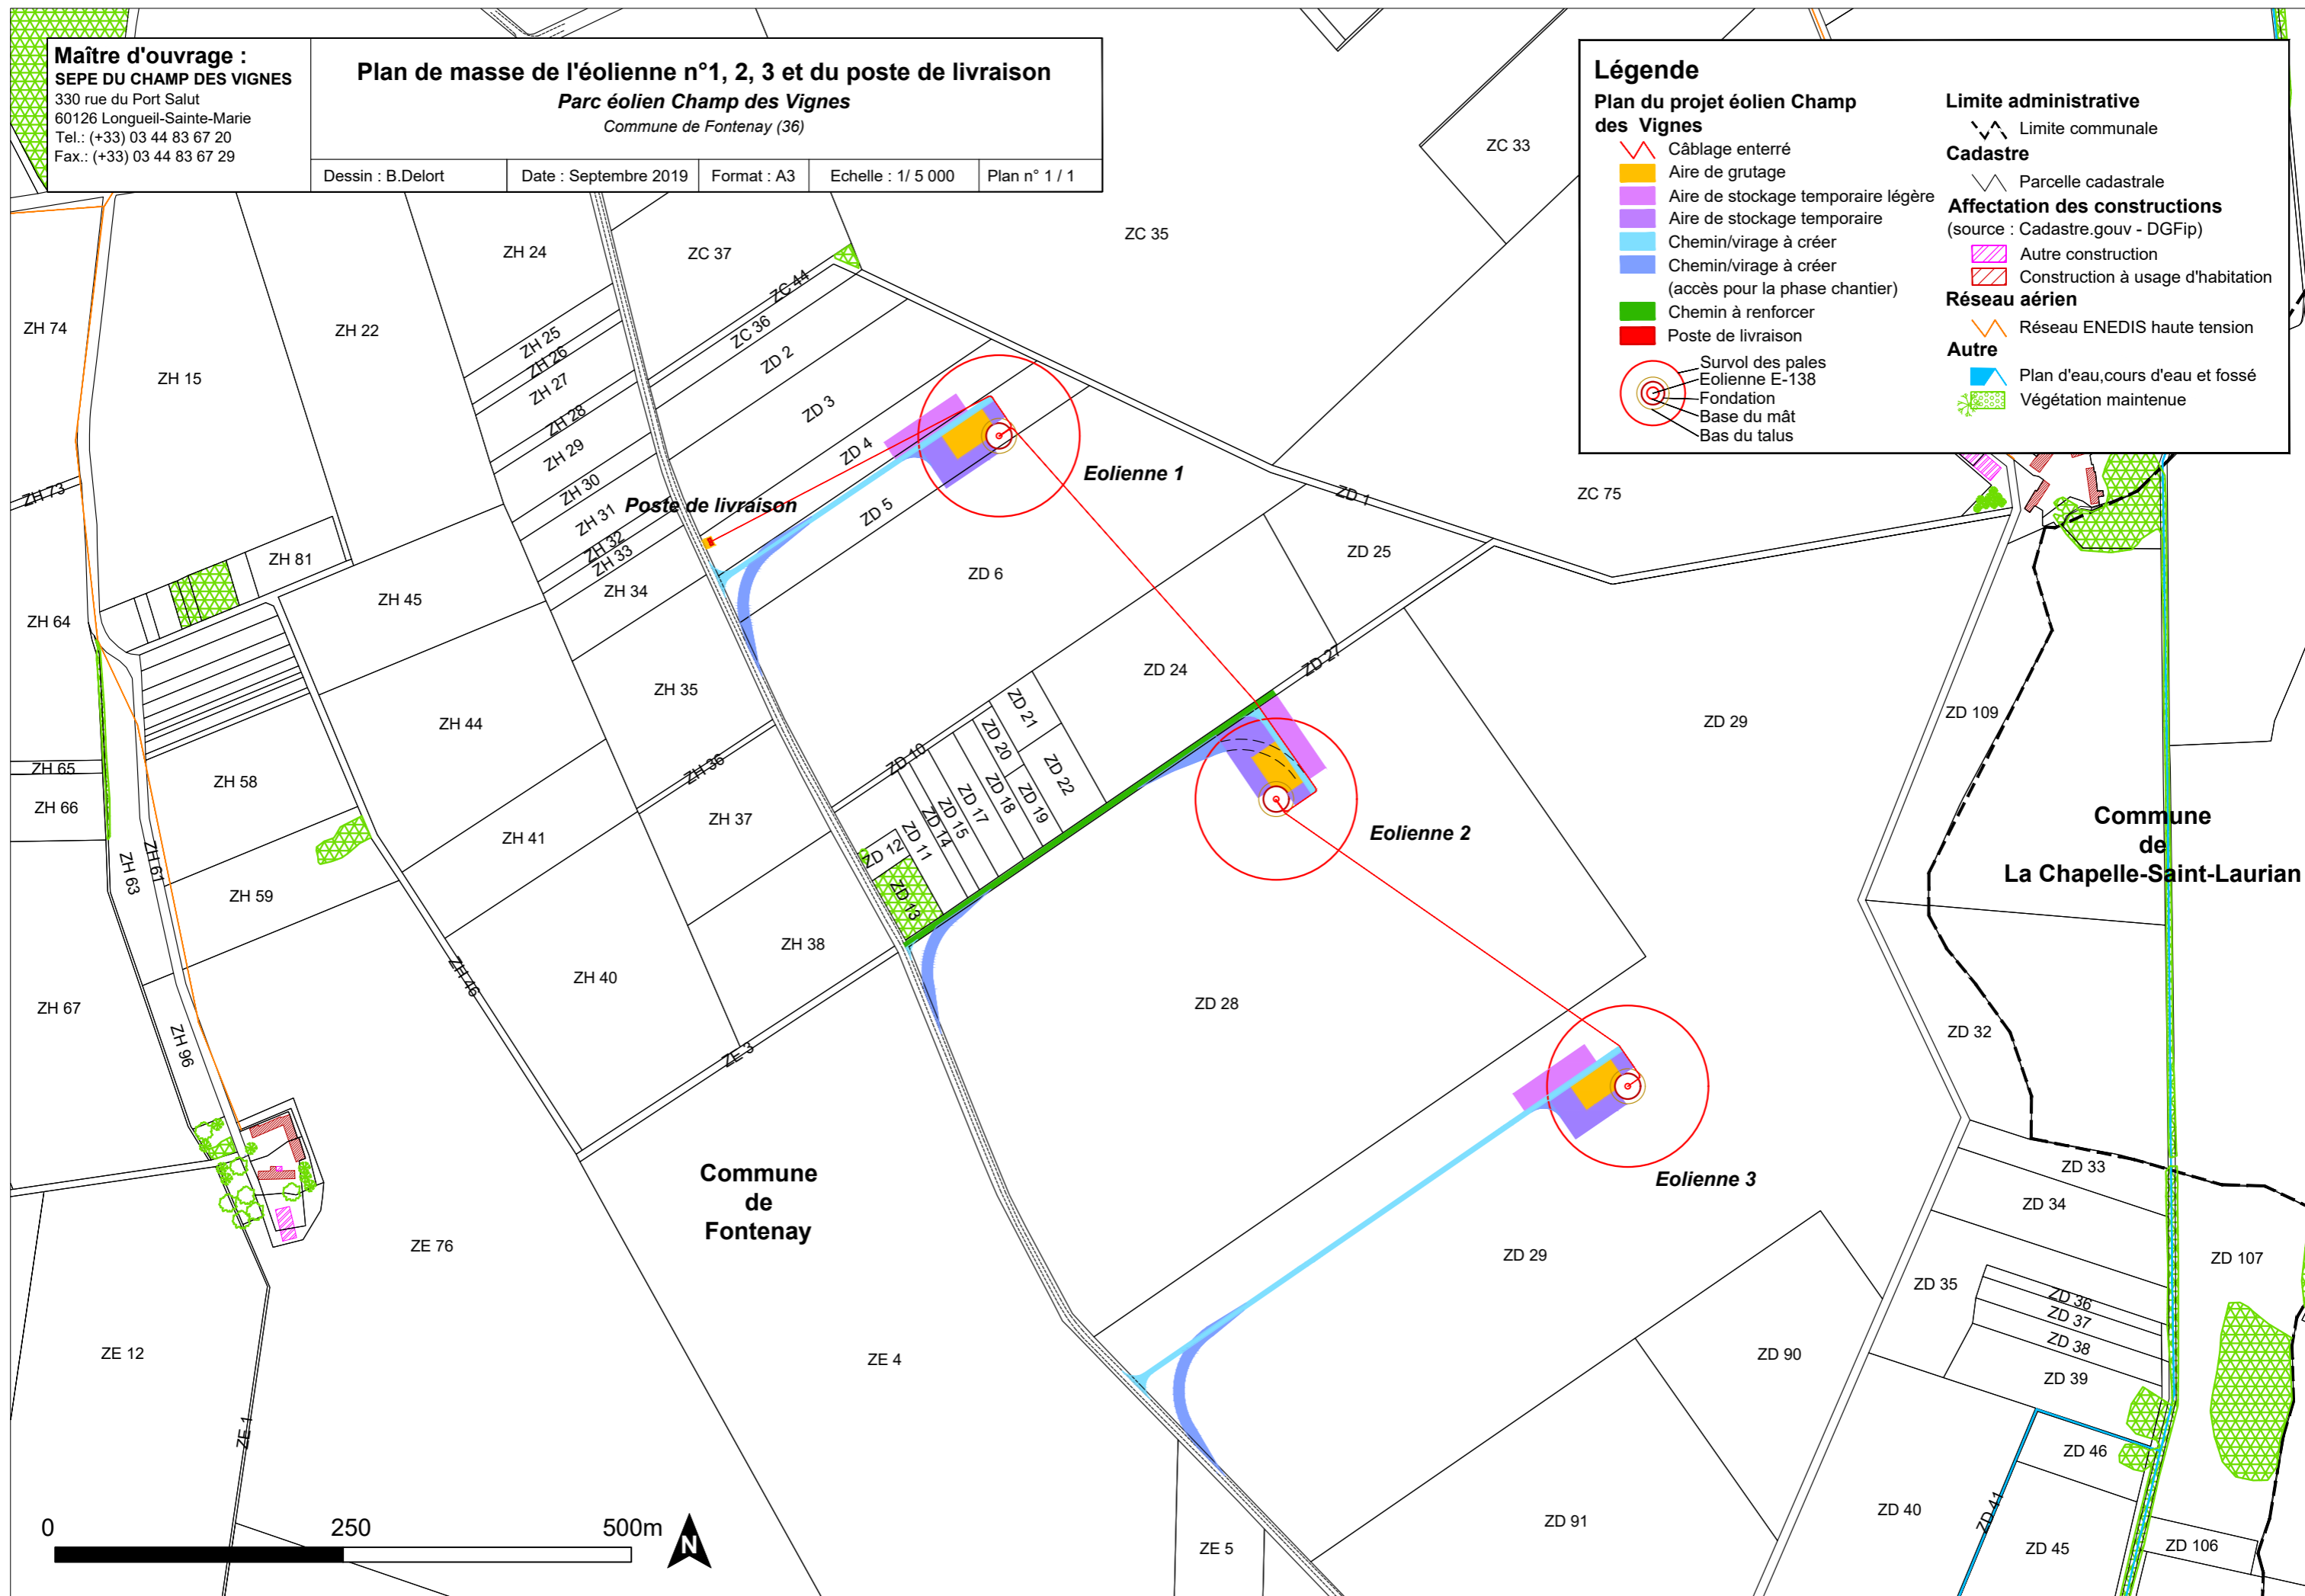 Maître d'ouvrage :
SEPE DU CHAMP DES VIGNES
330 rue du Port Salut
60126 Longueil-Sainte-Marie
Tel.: (+33) 03 44 83 67 20
Fax.: (+33) 03 44 83 67 29
Plan de masse de l'éolienne n°1, 2, 3 et du poste de livraison
Parc éolien Champ des Vignes
Commune de Fontenay (36)
Dessin : B.Delort
Date : Septembre 2019
Format : A3
Echelle : 1/ 5 000
Plan n° 1 / 1
Légende
Plan du projet éolien Champ
des Vignes
Câblage enterré
Aire de grutage
Aire de stockage temporaire légère
Aire de stockage temporaire
Chemin/virage à créer
Chemin/virage à créer
(accès pour la phase chantier)
Chemin à renforcer
Poste de livraison
Survol des pales
Eolienne E-138
Fondation
Base du mât
Bas du talus
Limite administrative
Limite communale
Cadastre
Parcelle cadastrale
Affectation des constructions
(source : Cadastre.gouv - DGFip)
Autre construction
Construction à usage d'habitation
Réseau aérien
Réseau ENEDIS haute tension
Autre
Plan d'eau,cours d'eau et fossé
Végétation maintenue
ZC 33
ZC 35
ZC 37
ZH 24
ZC 44
ZC 36
ZH 74
ZH 15
ZH 22
ZH 25
ZH 26
ZH 27
ZH 28
ZH 29
ZH 30
ZH 31
ZH 32
ZH 33
ZH 34
ZD 2
ZD 3
ZD 4
ZD 5
Eolienne 1
Poste de livraison
ZD 1
ZC 75
ZH 73
ZH 81
ZH 45
ZH 64
ZD 6
ZD 25
ZD 24
ZD 27
ZH 35
ZH 44
ZH 36
ZH 37
ZH 41
ZH 65
ZH 66
ZH 58
ZH 59
ZH 61
ZH 63
ZD 10
ZD 21
ZD 20
ZD 22
ZD 19
ZD 18
ZD 17
ZD 15
ZD 14
ZD 11
ZD 12
ZD 13
ZD 29
ZD 109
Eolienne 2
Commune
de
La Chapelle-Saint-Laurian
ZH 38
ZH 40
ZH 46
ZE 3
ZH 67
ZH 96
ZD 28
ZD 32
Eolienne 3
Commune
de
Fontenay
ZE 76
ZD 29
ZD 33
ZD 34
ZD 35
ZD 36
ZD 37
ZD 38
ZD 39
ZD 107
ZE 12
ZE 1
ZE 4
ZE 5
ZD 90
ZD 91
ZD 40
ZD 41
ZD 46
ZD 45
ZD 106
0
250
500m
N